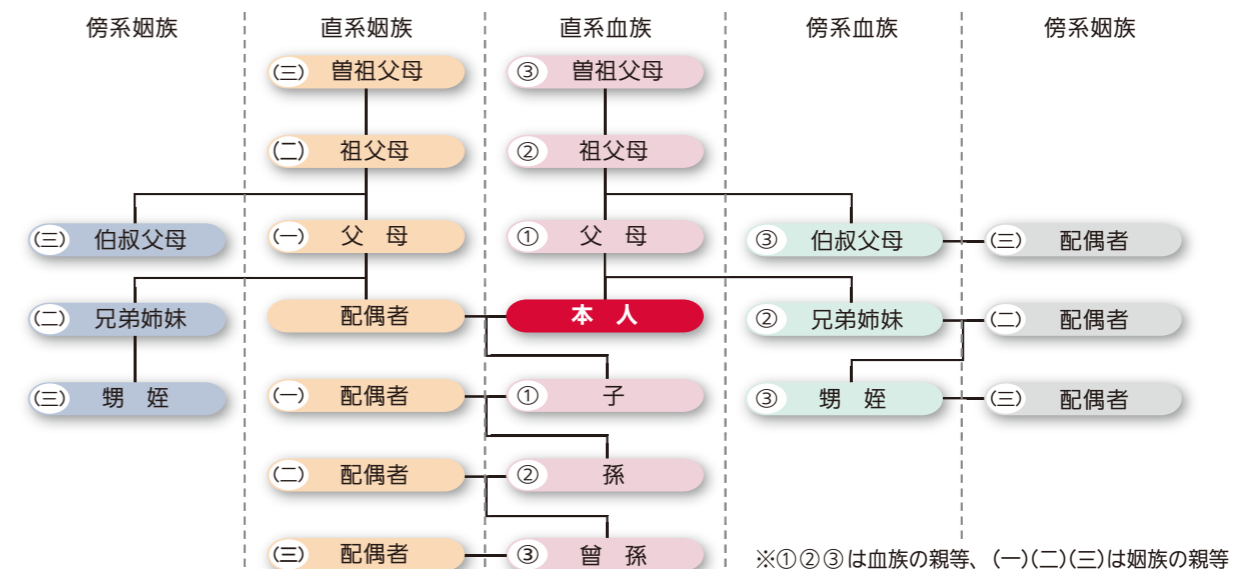 傍系姻族 直系姻族 直系血族 傍系血族 傍系姻族
(三) 曽祖父母 ③ 曽祖父母
(二) 祖父母 ② 祖父母
(三) 伯叔父母 (一) 父 母 ① 父 母 ③ 伯叔父母 (三) 配偶者
(二) 兄弟姉妹 配偶者 本 人 ② 兄弟姉妹 (二) 配偶者
(三) 甥 姪 (一) 配偶者 ① 子 ③ 甥 姪 (三) 配偶者
(二) 配偶者 ② 孫
(三) 配偶者 ③ 曾 孫 ※①②③は血族の親等、(一)(二)(三)は姻族の親等